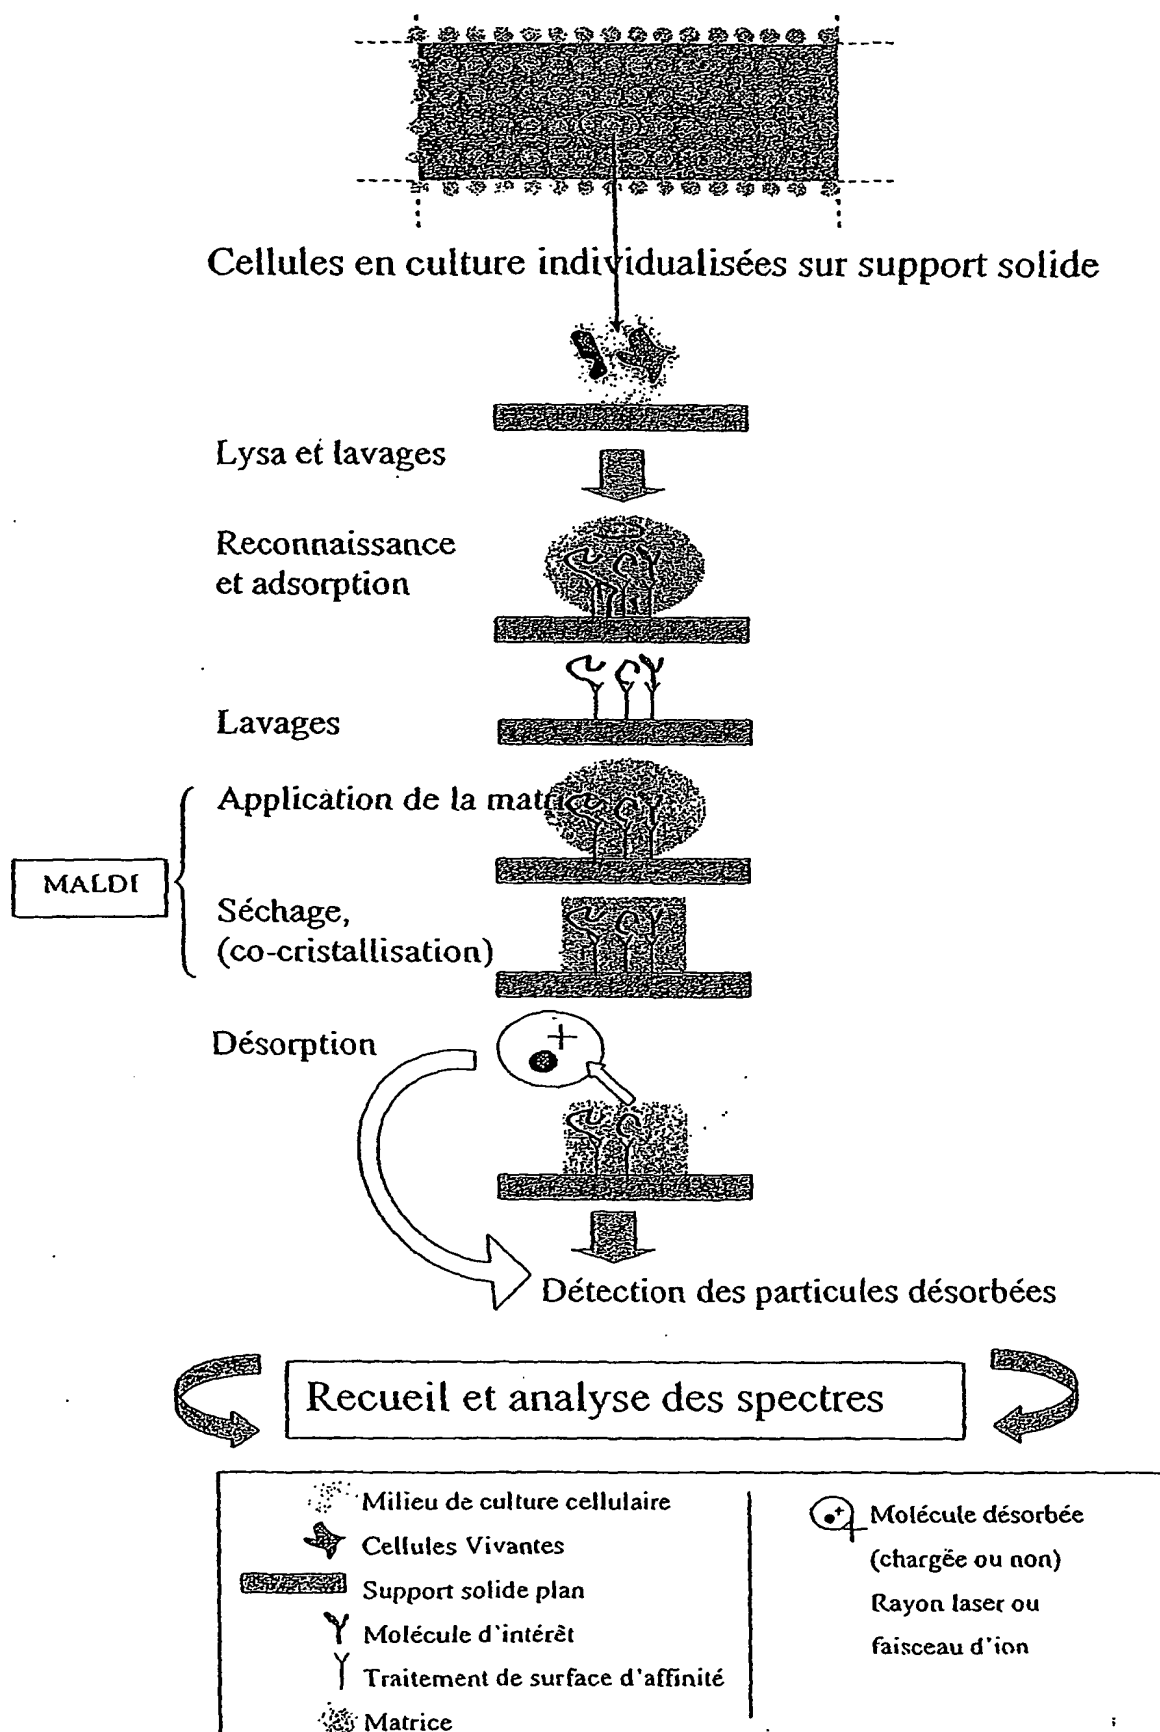 Cellules en culture individualisées sur support solide
Lysa et lavages
Reconnaissance
et adsorption
Lavages
Application de la
MALDI
Séchage,
(co-cristallisation)
Désorption
Détection des particules désorbées
Recueil et analyse des spectres
Milieu de culture cellulaire
Cellules Vivantes
Support solide plan
Molécule d'intérêt
Traitement de surface d'affinité
Matrice
Molécule désorbée
(chargée ou non)
Rayon laser ou
faisceau d'ion